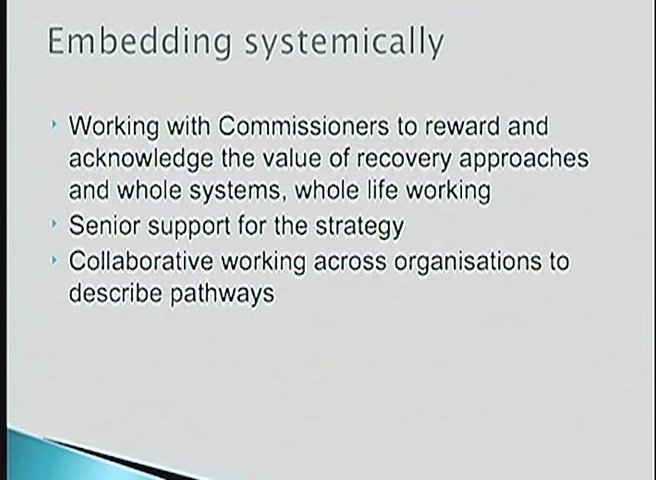 Embedding systemically
Working with Commissioners to reward and
acknowledge the value of recovery approaches
and whole systems, whole life working
Senior support for the strategy
Collaborative working across organisations to
describe pathways